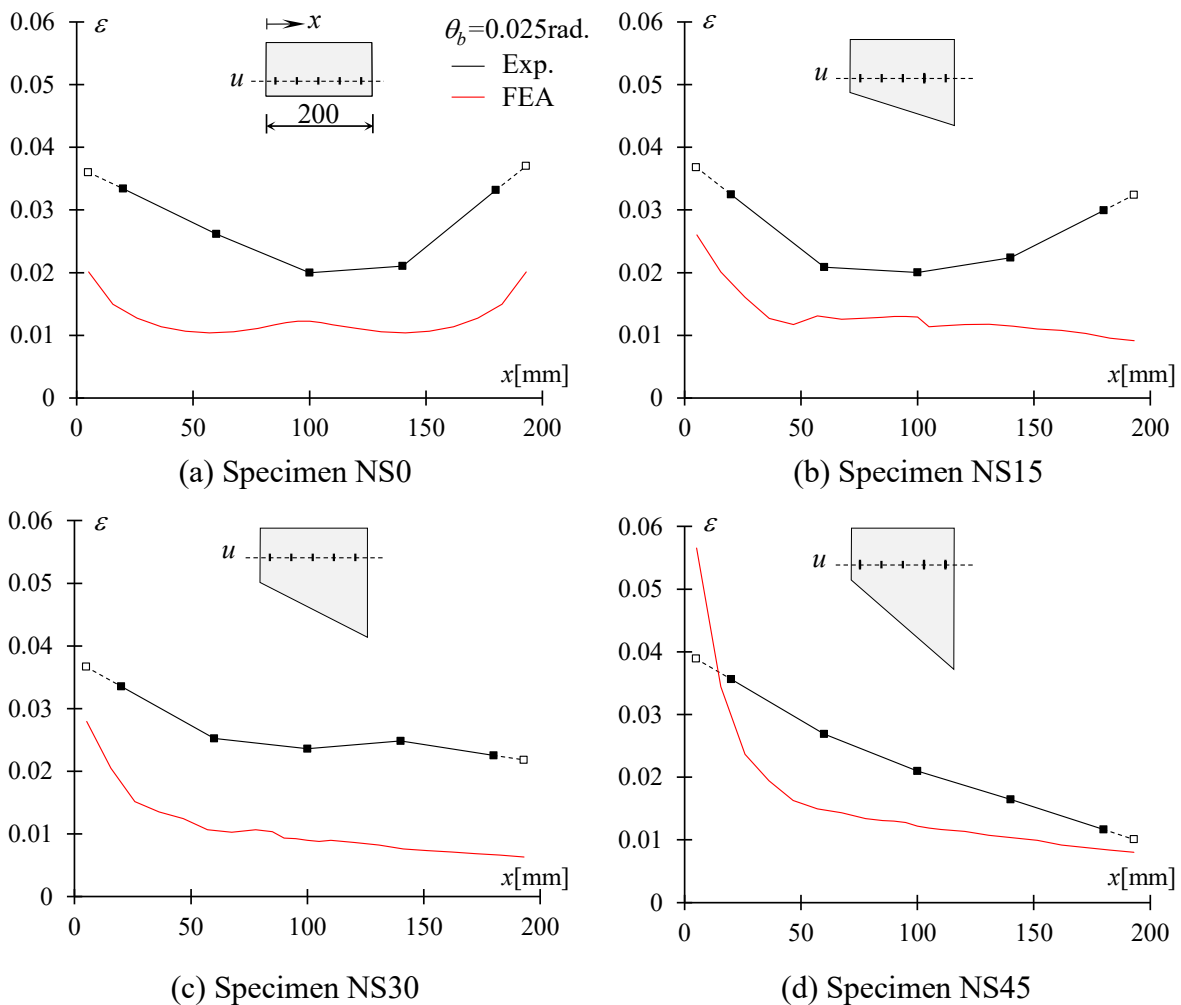 0.06 ε
x
θb=0.025rad.
0.05
u
Exp.
FEA
200
0.04
0.03
0.02
0.01
x[mm]
0
0 50 100 150 200
(a) Specimen NS0
0.06 ε
0.05
u
0.04
0.03
0.02
0.01
x[mm]
0
0 50 100 150 200
(b) Specimen NS15
0.06 ε
u
0.05
0.04
0.03
0.02
0.01
x[mm]
0
0 50 100 150 200
(c) Specimen NS30
0.06 ε
u
0.05
0.04
0.03
0.02
0.01
x[mm]
0
0 50 100 150 200
(d) Specimen NS45